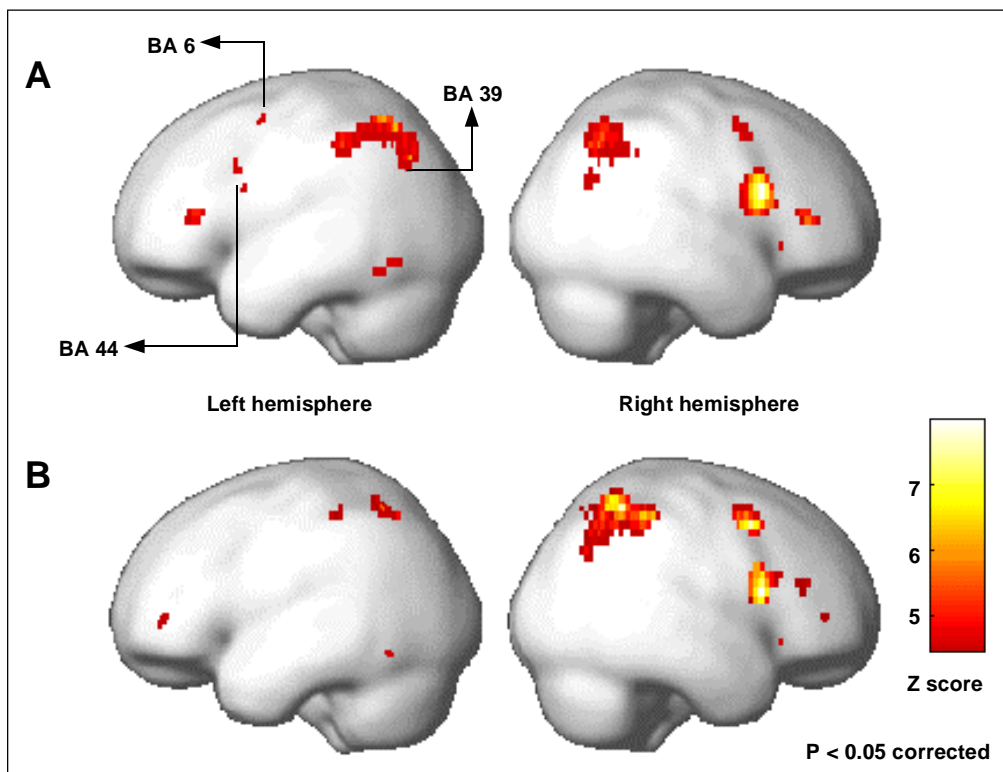 BA 6
A
BA 39
BA 44
Left hemisphere
Right hemisphere
B
7
6
5
Z score
P < 0.05 corrected